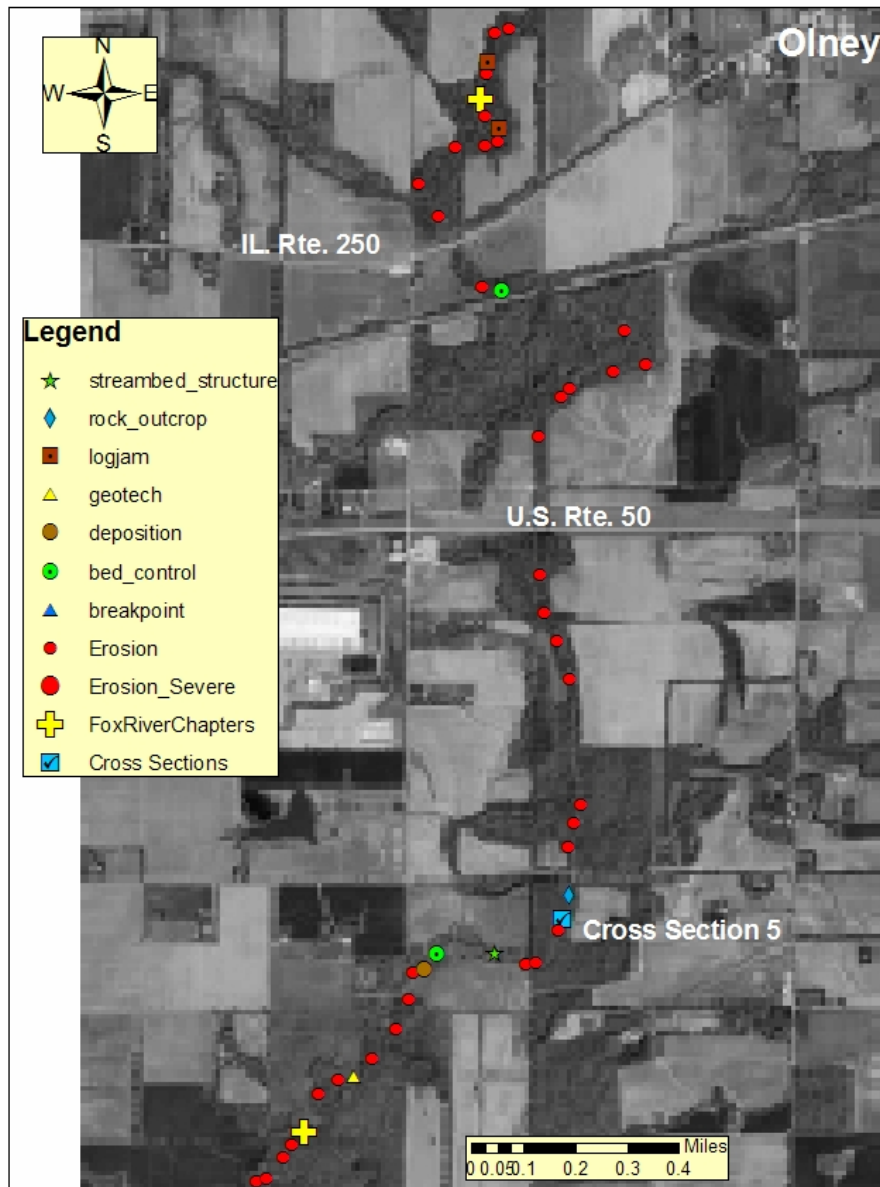 Olney
N
W E
S
IL. Rte. 250
Legend
streambed_structure
rock_outcrop
logjam
geotech
deposition
bed_control
breakpoint
Erosion
Erosion_Severe
FoxRiverChapters
Cross Sections
U.S. Rte. 50
Cross Section 5
Miles
0 0.05 0.1 0.2 0.3 0.4